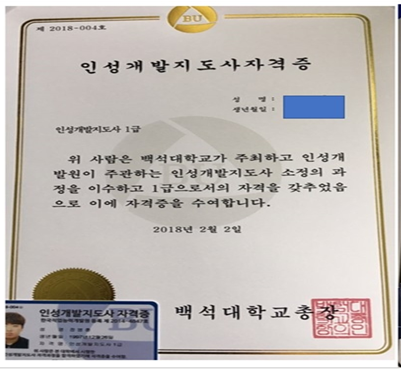 BU
제 2018-004호
인성개발지도사자격증
성 명 :
생년월일 :
인성개발지도사 1급
위 사람은 백석대학교가 주최하고 인성개
발원이 주관하는 인성개발지도사 소정의 과
정을 이수하고 1급으로서의 자격을 갖추었음
으로 이에 자격증을 수여합니다.
2018년 2월 2일
백석대학교총장
인성개발지도사 자격증